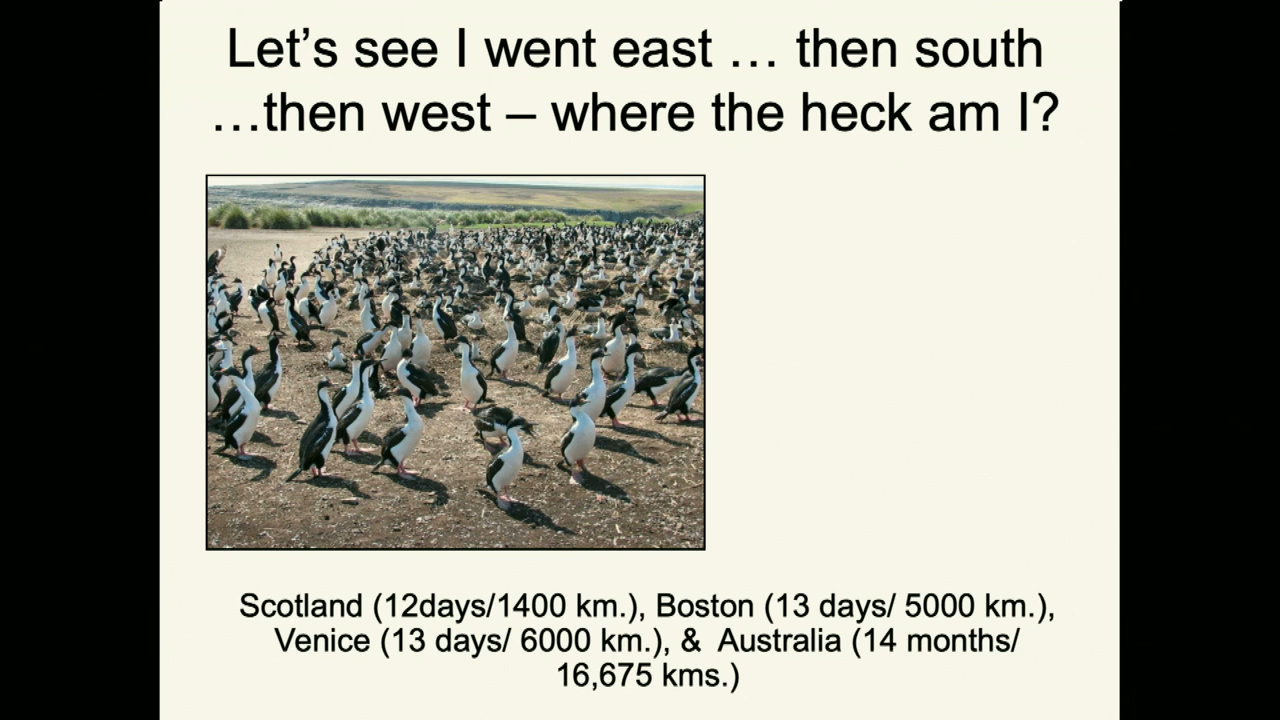 Let’s see I went east … then south
…then west – where the heck am I?
Scotland (12days/1400 km.), Boston (13 days/ 5000 km.),
Venice (13 days/ 6000 km.), &  Australia (14 months/
16,675 kms.)